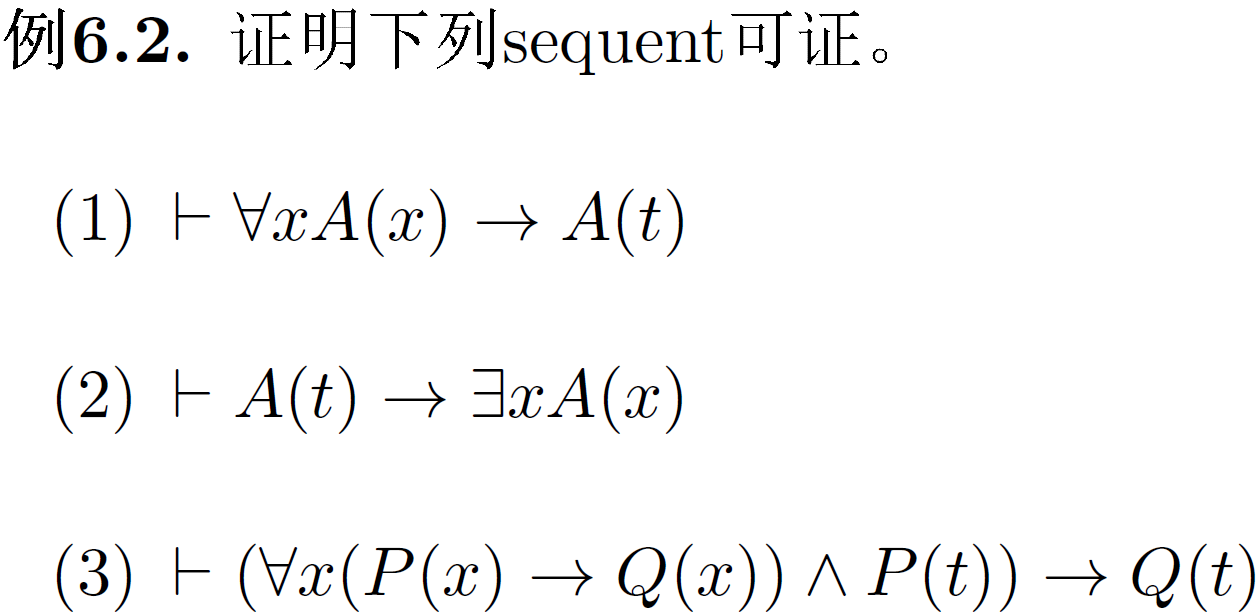 例6.2. 证明下列sequent可证。
(1) ⊢ ∀xA(x) → A(t)
(2) ⊢ A(t) → ∃xA(x)
(3) ⊢ (∀x(P(x) → Q(x)) ∧ P(t)) → Q(t)